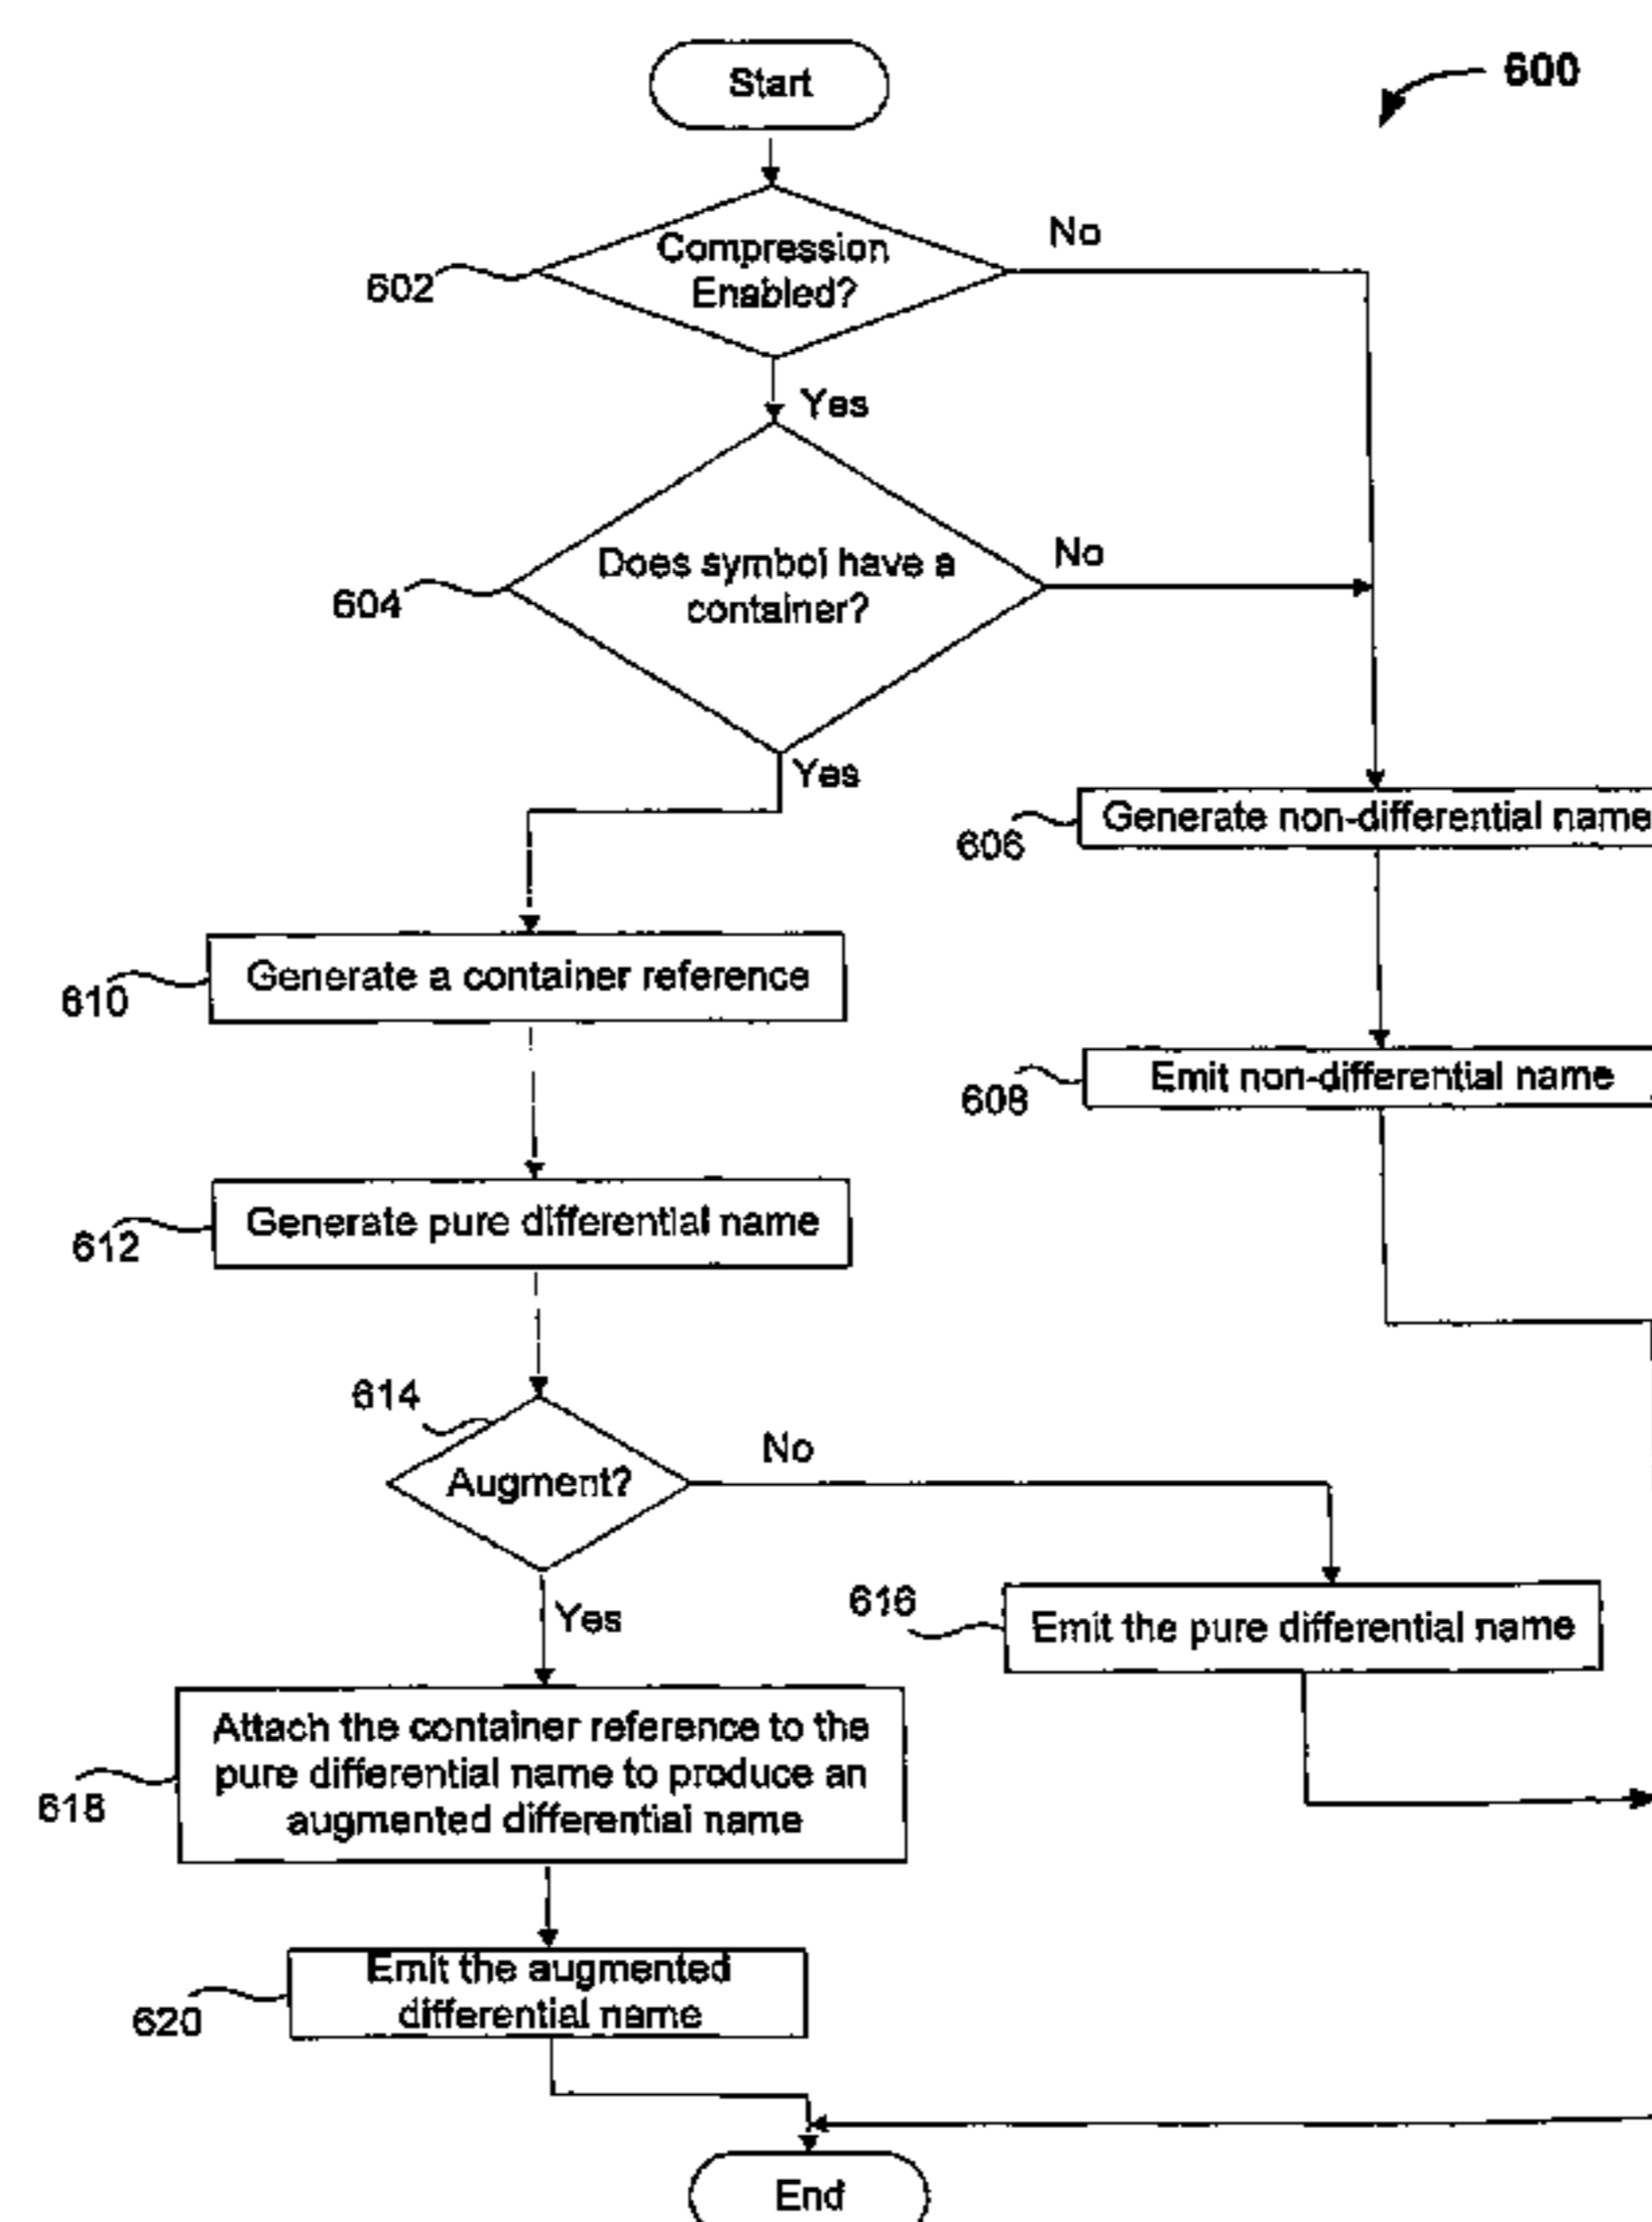 Start
600
Compression
Enabled?
No
602
Yes
Does symbol have a
container?
No
604
Yes
Generate non-differential name
606
Generate a container reference
610
Emit non-differential name
608
Generate pure differential name
612
614
Augment?
No
Yes
616
Emit the pure differential name
Attach the container reference to the
pure differential name to produce an
augmented differential name
618
Emit the augmented
differential name
620
End